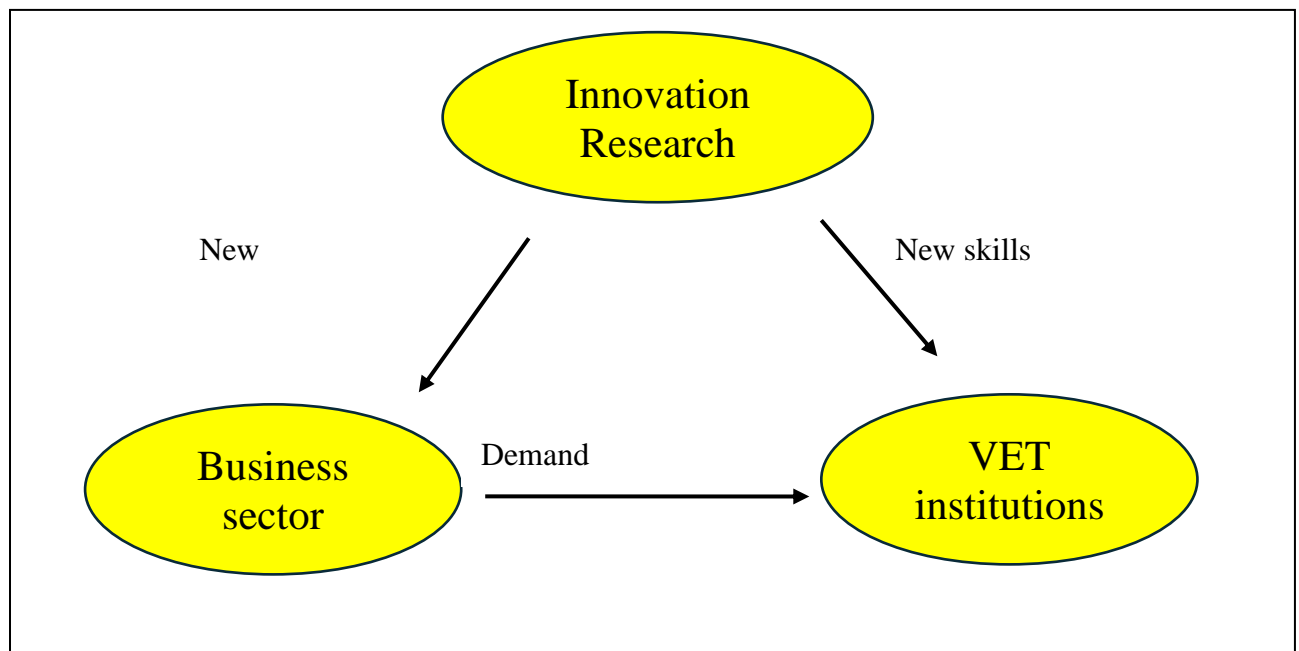 Innovation
Research
New
New skills
Business
sector
Demand
VET
institutions